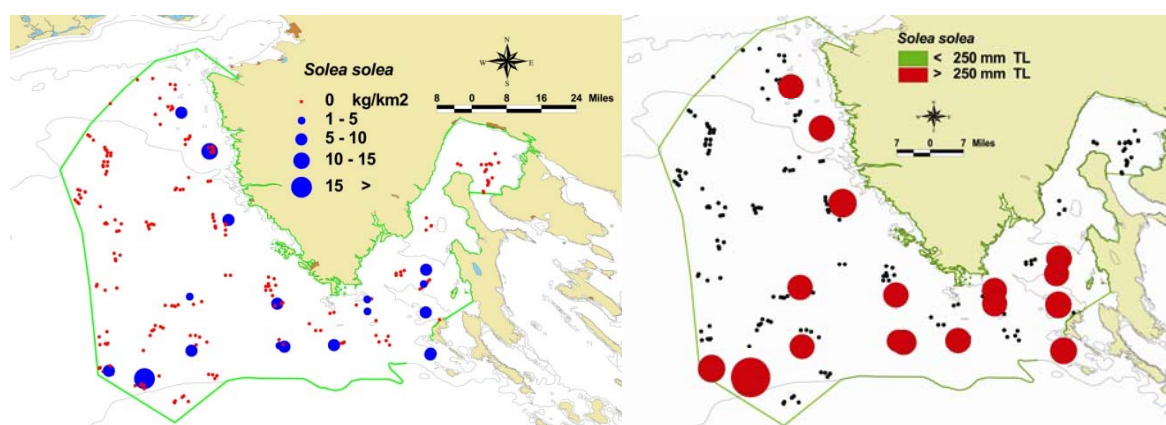 Solea solea
0 kg/km2
1 - 5
5 - 10
10 - 15
15 >
N
W E
S
8 0 8 16 24 Miles
Solea solea
< 250 mm TL
> 250 mm TL
7 0 7 Miles